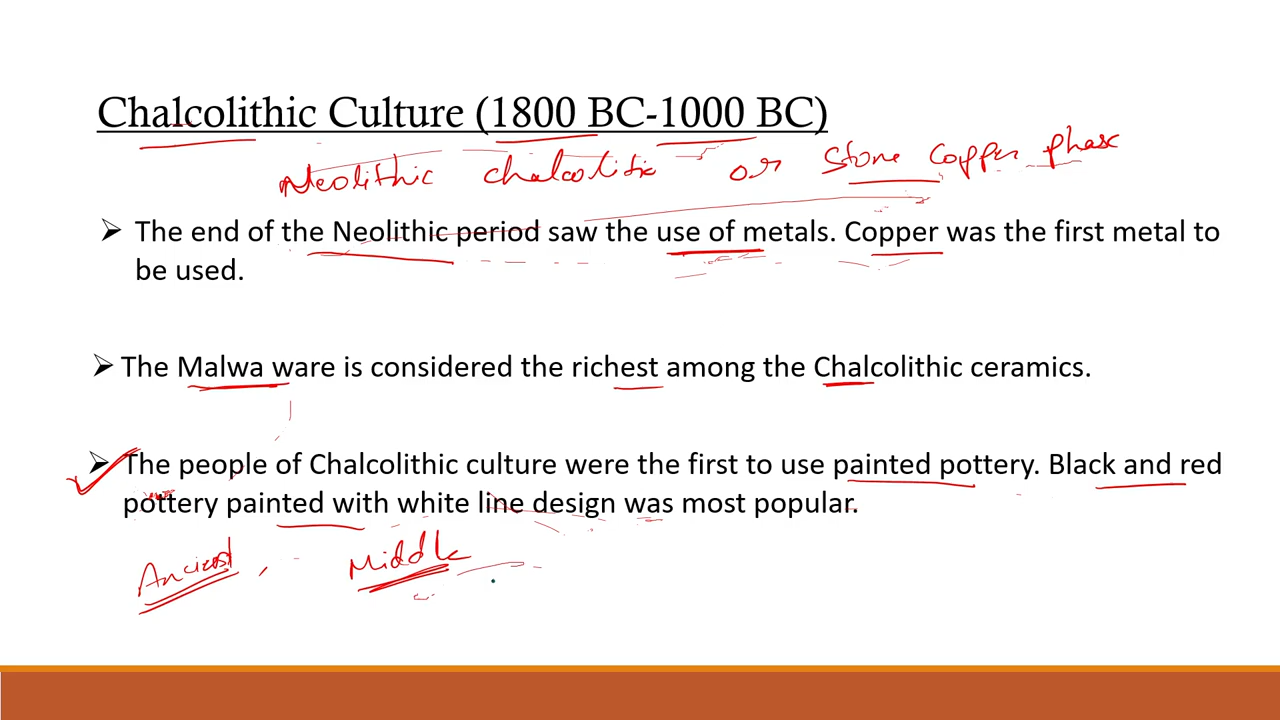 Chalcolithic Culture (1800 BC-1000 BC)
Neolithic chalcolitic or Stone Copper phase
➢ The end of the Neolithic period saw the use of metals. Copper was the first metal to
be used.
➢ The Malwa ware is considered the richest among the Chalcolithic ceramics.
➢ The people of Chalcolithic culture were the first to use painted pottery. Black and red
pottery painted with white line design was most popular.
Ancient, Middle